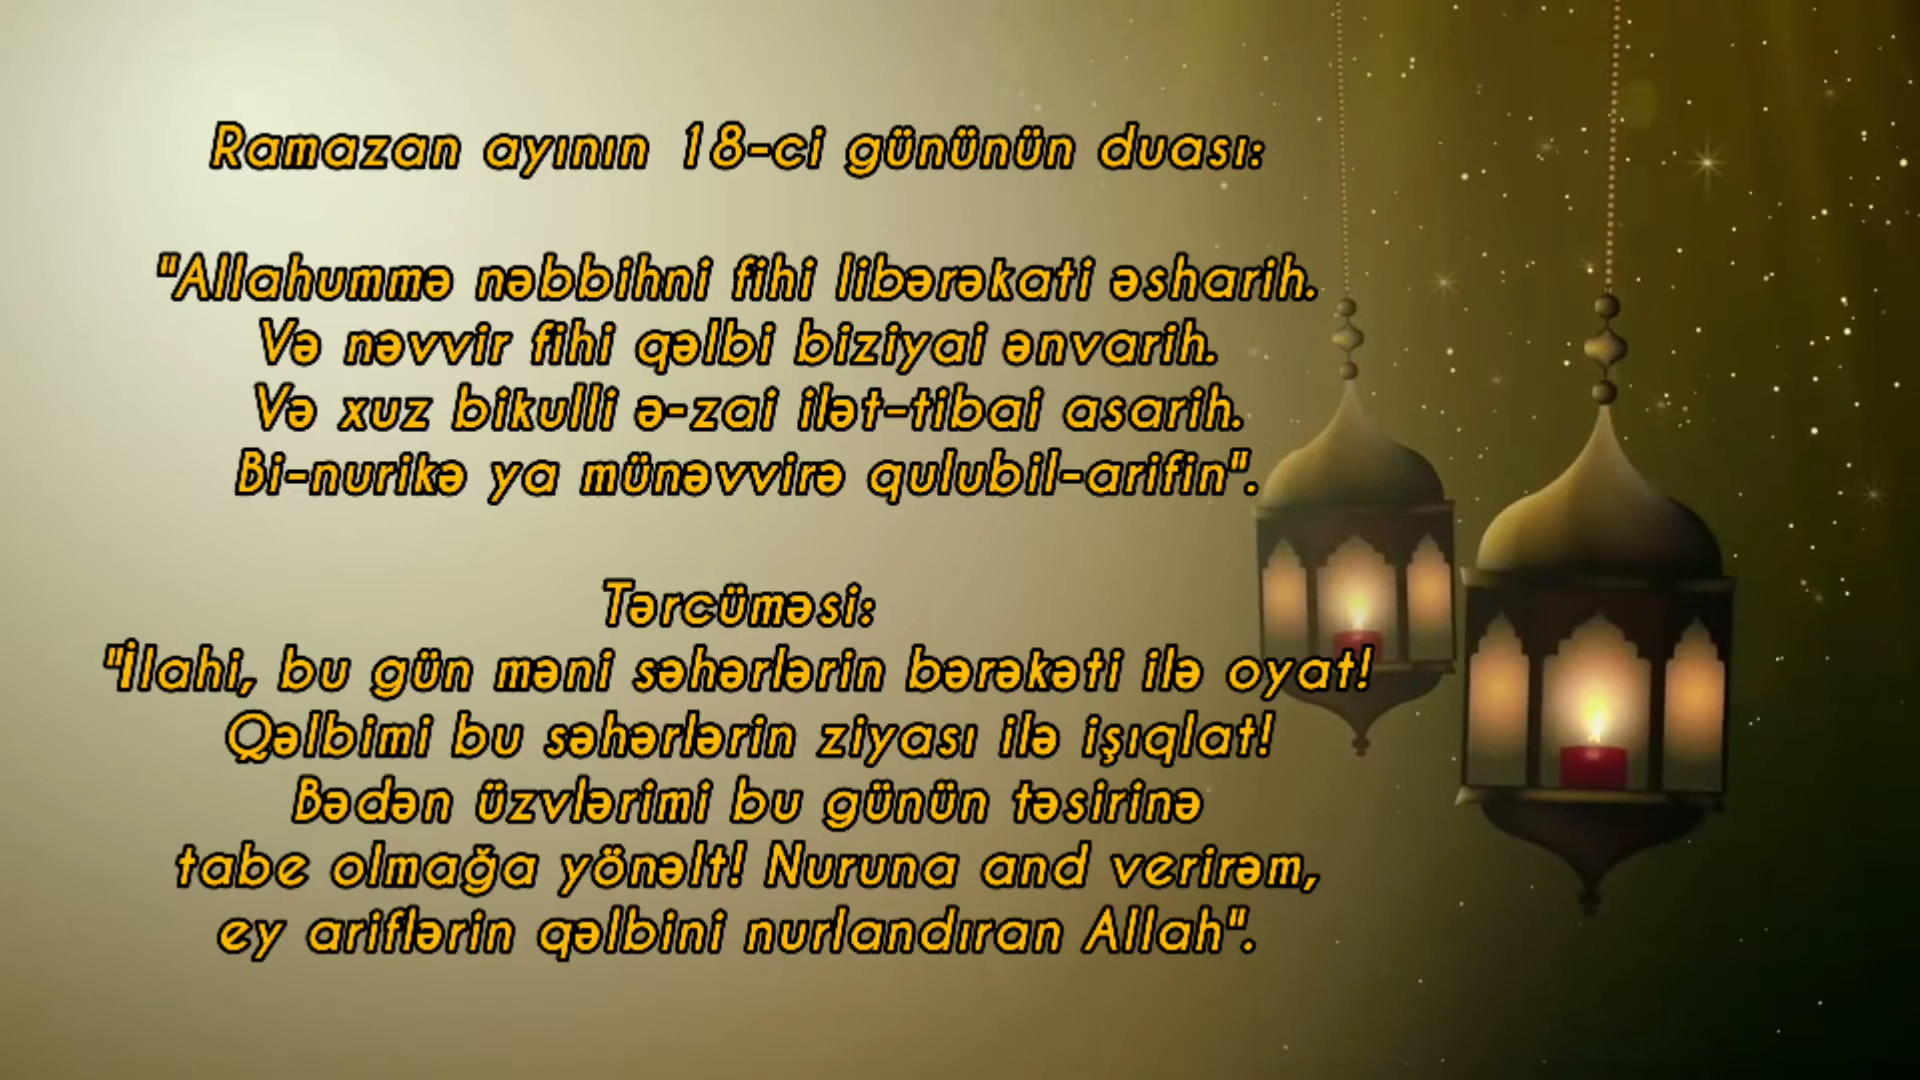 Ramazan ayının 18-ci gününün duası:
"Allahummə nəbbihni fihi libərəkati əsharih.
Və nəvvir fihi qəlbi biziyai ənvarih.
Və xuz bikulli ə-zai ilət-tibai asarih.
Bi-nurikə ya münəvvirə qulubil-arifin".
Tərcüməsi:
"İlahi, bu gün məni səhərlərin bərəkəti ilə oyat!
Qəlbimi bu səhərlərin ziyası ilə işıqlat!
Bədən üzvlərimi bu günün təsirinə
tabe olmağa yönəlt! Nuruna and verirəm,
ey ariflərin qəlbini nurlandıran Allah".